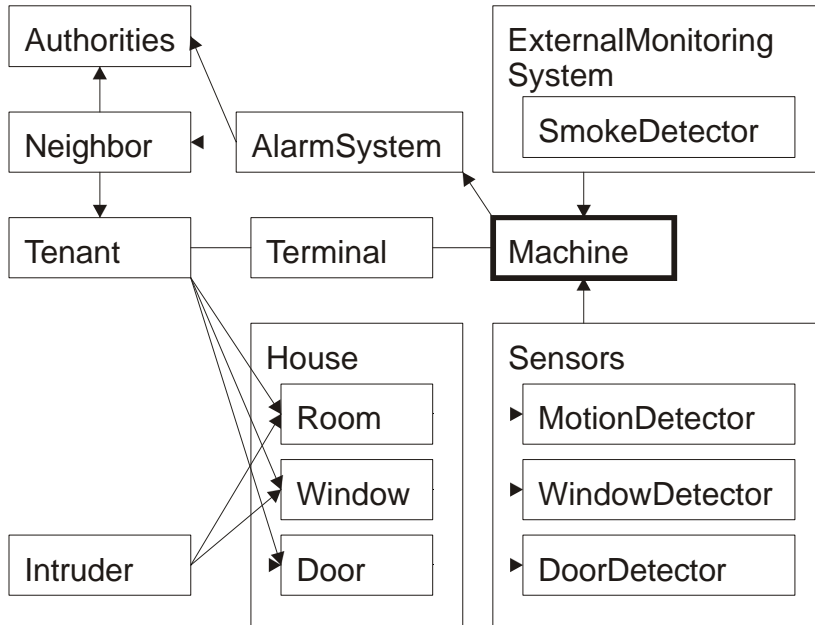 Authorities
ExternalMonitoring
System
SmokeDetector
Neighbor
AlarmSystem
Tenant
Terminal
Machine
House
Sensors
Room
MotionDetector
Window
WindowDetector
Intruder
Door
DoorDetector